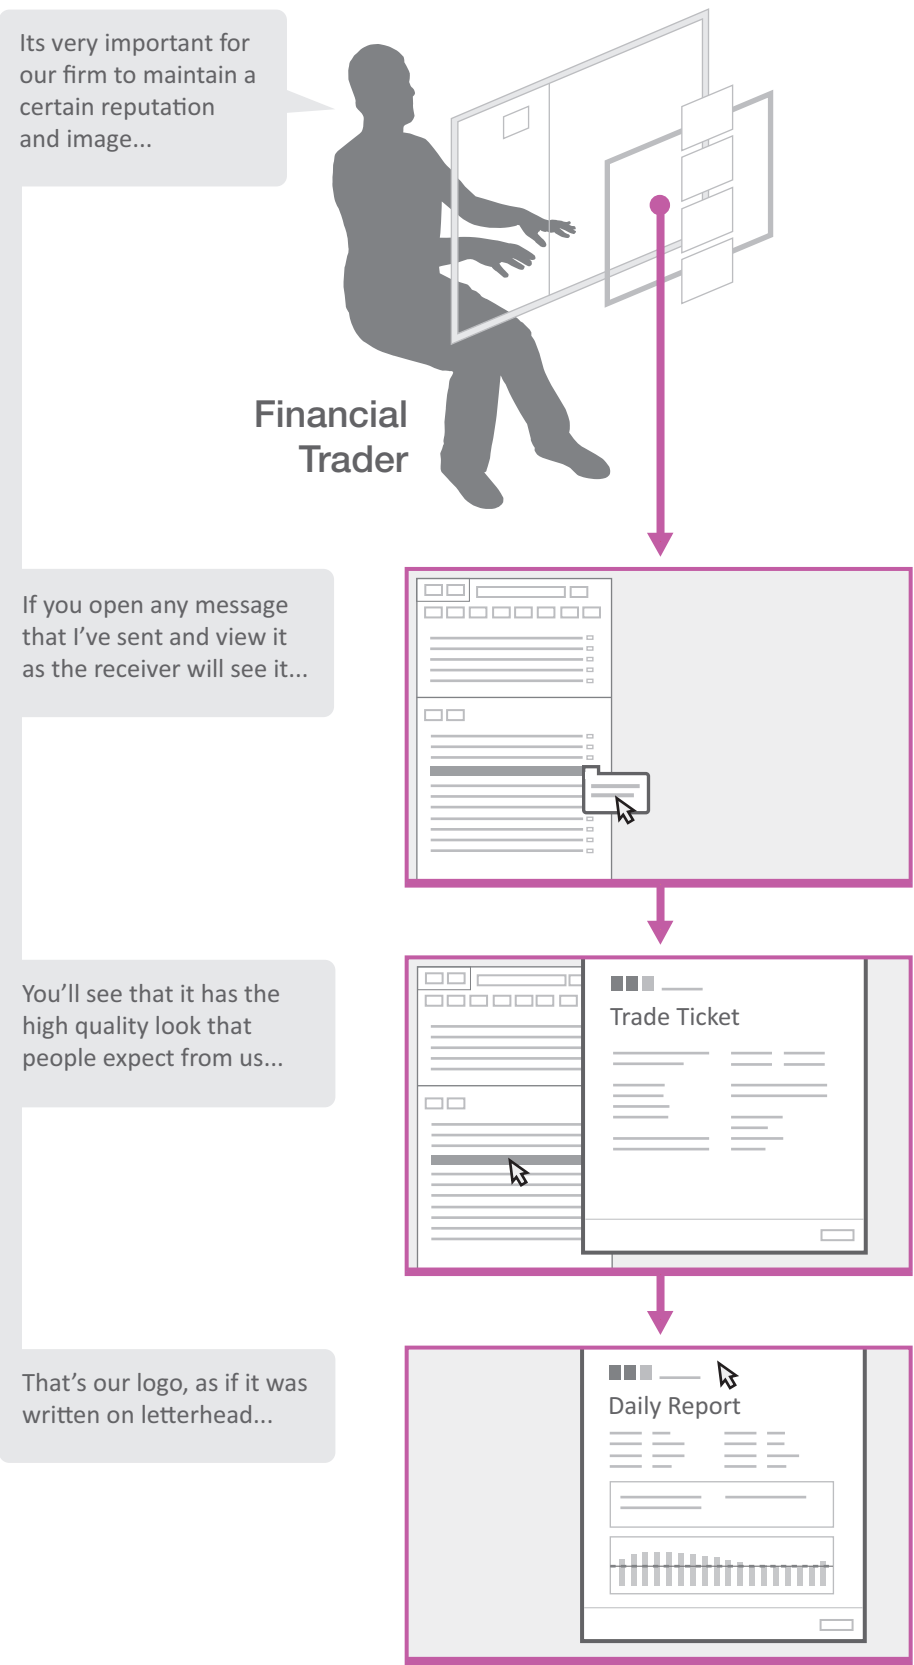 Its very important for
our firm to maintain a
certain reputation
and image...
Financial
Trader
If you open any message
that I've sent and view it
as the receiver will see it...
You'll see that it has the
high quality look that
people expect from us...
Trade Ticket
That's our logo, as if it was
written on letterhead...
Daily Report